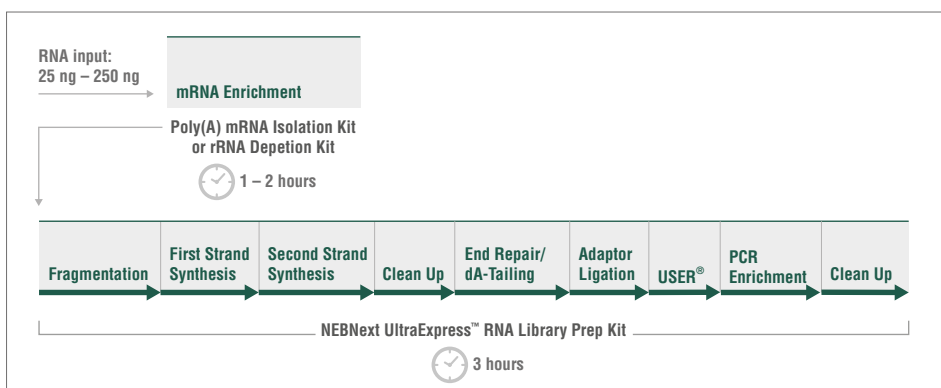 RNA input:
25 ng – 250 ng
mRNA Enrichment
Poly(A) mRNA Isolation Kit
or rRNA Depetion Kit
1 – 2 hours
Fragmentation
First Strand
Synthesis
Second Strand
Synthesis
Clean Up
End Repair/
dA-Tailing
Adaptor
Ligation
USER®
PCR
Enrichment
Clean Up
NEBNext UltraExpress™ RNA Library Prep Kit
3 hours